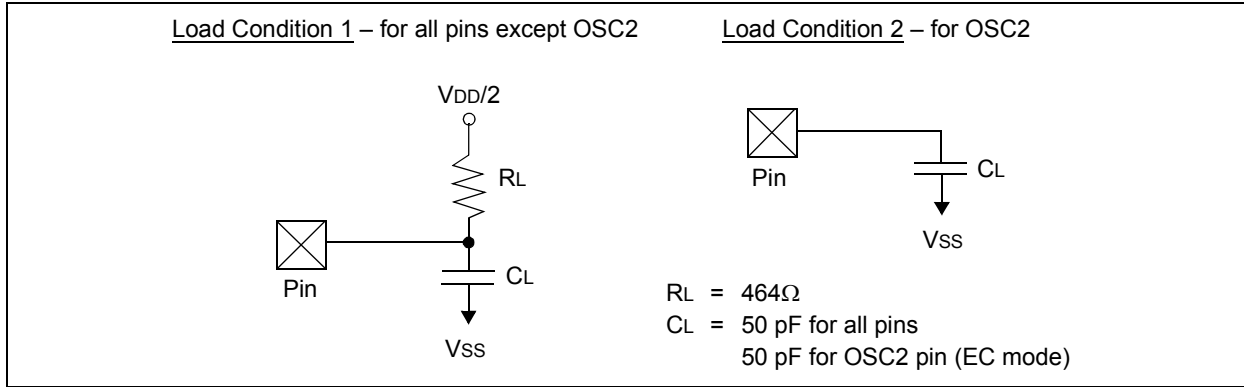 Load Condition 1 – for all pins except OSC2
VDD/2
RL
Pin
CL
VSS
Load Condition 2 – for OSC2
Pin
CL
VSS
RL = 464Ω
CL = 50 pF for all pins
50 pF for OSC2 pin (EC mode)